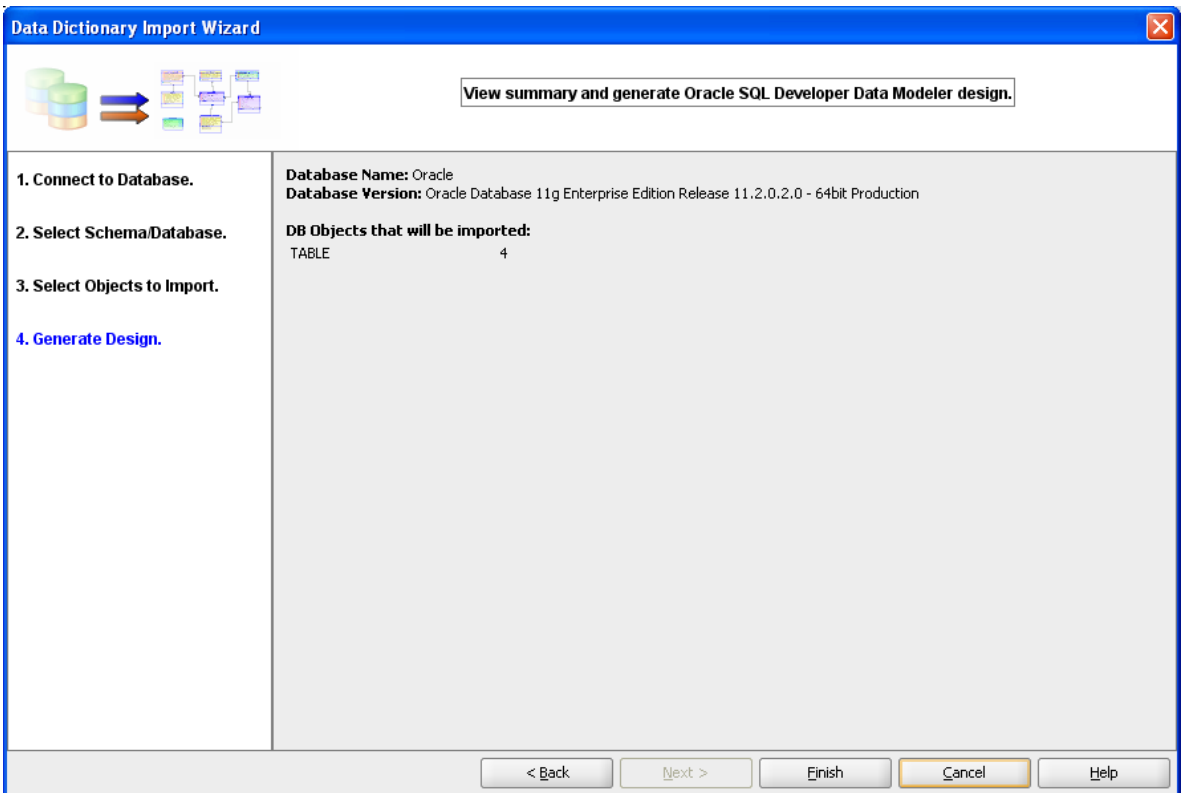 Data Dictionary Import Wizard
View summary and generate Oracle SQL Developer Data Modeler design.
1. Connect to Database.
2. Select Schema/Database.
3. Select Objects to Import.
4. Generate Design.
Database Name: Oracle
Database Version: Oracle Database 11g Enterprise Edition Release 11.2.0.2.0 - 64bit Production
DB Objects that will be imported:
TABLE 4
< Back Next > Finish Cancel Help